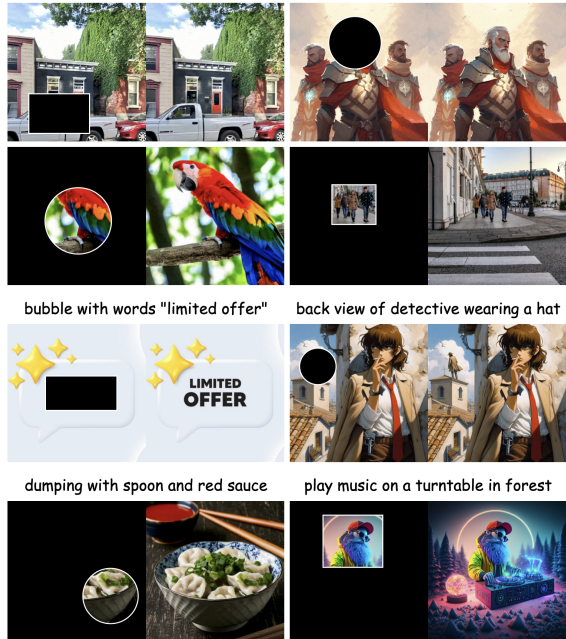 bubble with words "limited offer"
back view of detective wearing a hat
LIMITED
OFFER
dumping with spoon and red sauce
play music on a turntable in forest